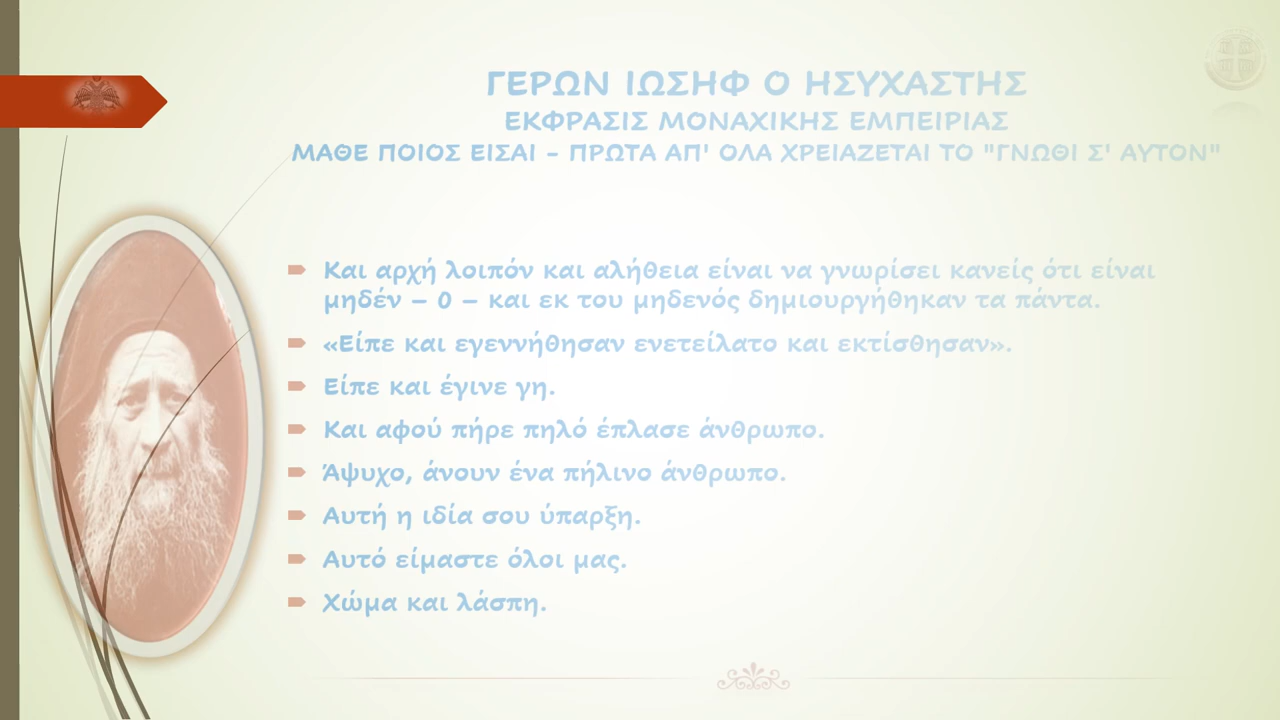 ΓΕΡΩΝ ΙΩΣΗΦ Ο ΗΣΥΧΑΣΤΗΣ
ΕΚΦΡΑΣΙΣ ΜΟΝΑΧΙΚΗΣ ΕΜΠΕΙΡΙΑΣ
ΜΑΘΕ ΠΟΙΟΣ ΕΙΣΑΙ – ΠΡΩΤΑ ΑΠ' ΟΛΑ ΧΡΕΙΑΖΕΤΑΙ ΤΟ "ΓΝΩΘΙ Σ' ΑΥΤΟΝ"
Και αρχή λοιπόν και αλήθεια είναι να γνωρίσει κανείς ότι είναι
μηδέν – 0 – και εκ του μηδενός δημιουργήθηκαν τα πάντα.
«Είπε και εγεννήθησαν ενετείλατο και εκτίσθησαν».
Είπε και έγινε γη.
Και αφού πήρε πηλό έπλασε άνθρωπο.
Άψυχο, άνουν ένα πήλινο άνθρωπο.
Αυτή η ιδία σου ύπαρξη.
Αυτό είμαστε όλοι μας.
Χώμα και λάσπη.